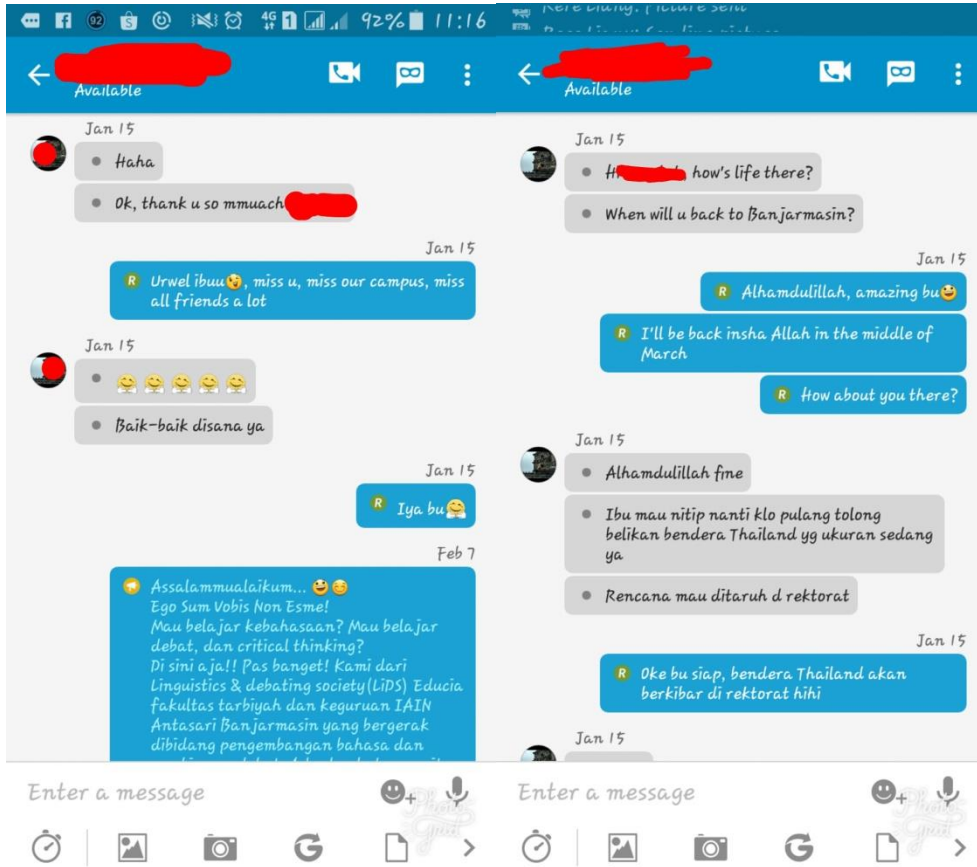 92
4G
1
92%
11:16
Available
Jan 15
Haha
Ok, thank u so mmuach
Jan 15
Urwel ibuu😉, miss u, miss our campus, miss
all friends a lot
Jan 15
🤗 🤗 🤗 🤗 🤗
Baik-baik disana ya
Jan 15
R Iya bu🤗
Feb 7
Assalammualaikum... 😆 😊
Ego Sum Vobis Non Esme!
Mau belajar kebahasaan? Mau belajar
debat, dan critical thinking?
Di sini aja!! Pas banget! Kami dari
Linguistics & debating society(LiDS) Educia
fakultas tarbiyah dan keguruan IAIN
Antasari Banjarmasin yang bergerak
dibidang pengembangan bahasa dan
Enter a message
Available
Jan 15
how's life there?
When will u back to Banjarmasin?
Jan 15
R Alhamdulillah, amazing bu😆
R I'll be back insha Allah in the middle of
March
R How about you there?
Jan 15
Alhamdulillah fine
Ibu mau nitip nanti klo pulang tolong
belikan bendera Thailand yg ukuran sedang
ya
Rencana mau ditaruh d rektorat
Jan 15
R Oke bu siap, bendera Thailand akan
berkibar di rektorat hihi
Jan 15
Enter a message
Phone
Grid